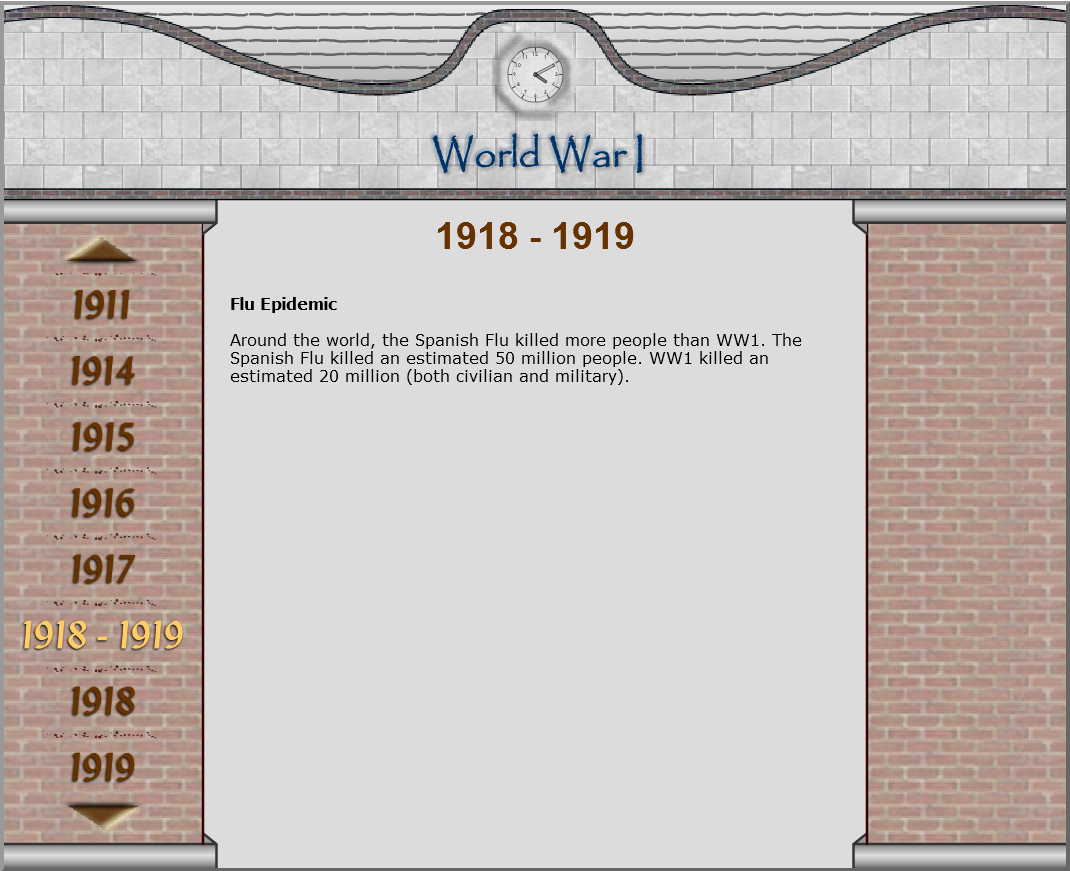 World War I
1918 - 1919
1911
1914
1915
1916
1917
1918 - 1919
1918
1919
Flu Epidemic
Around the world, the Spanish Flu killed more people than WW1. The
Spanish Flu killed an estimated 50 million people. WW1 killed an
estimated 20 million (both civilian and military).